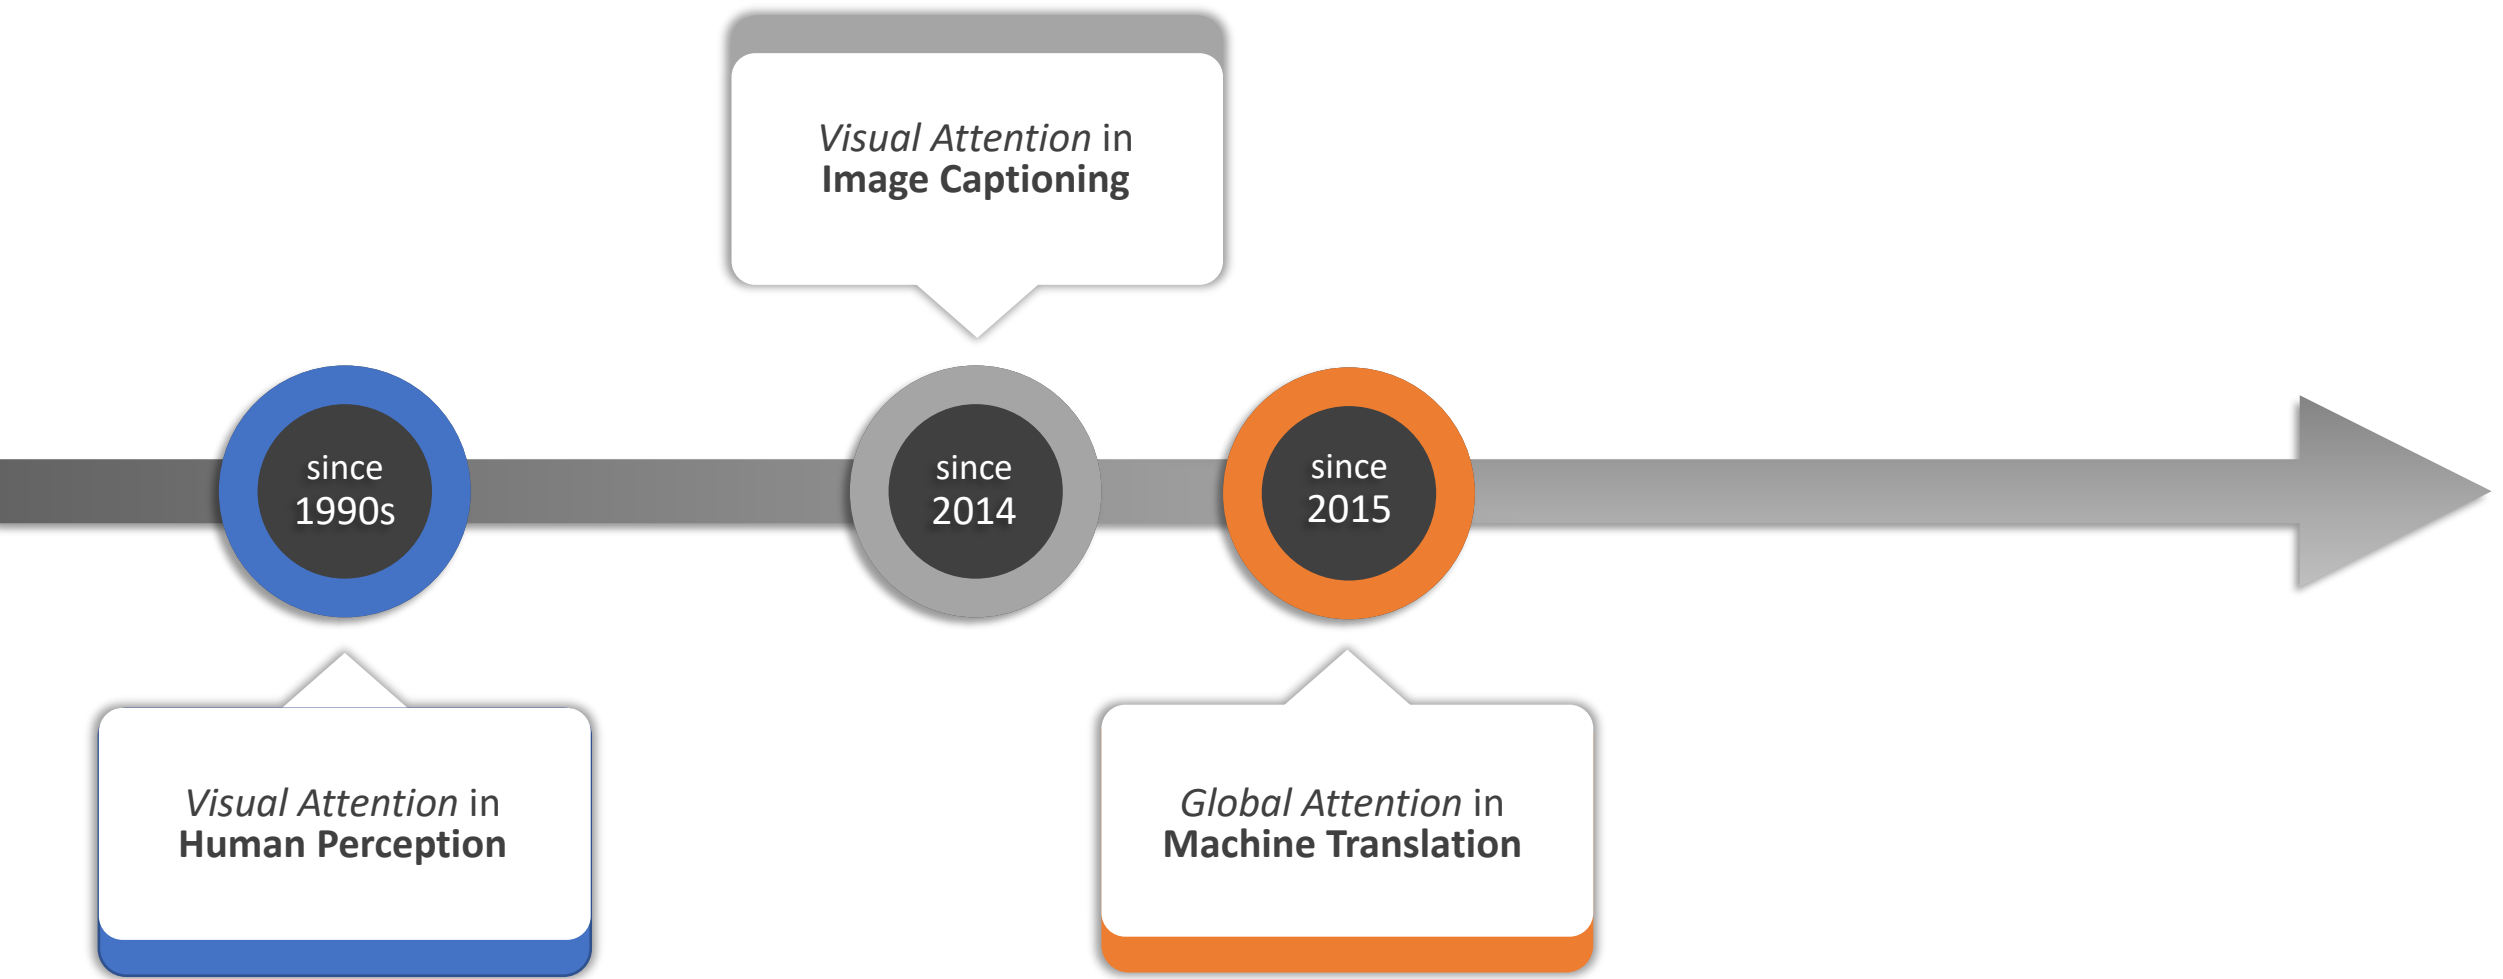 Visual Attention in
Image Captioning
since
1990s
since
2014
since
2015
Visual Attention in
Human Perception
Global Attention in
Machine Translation